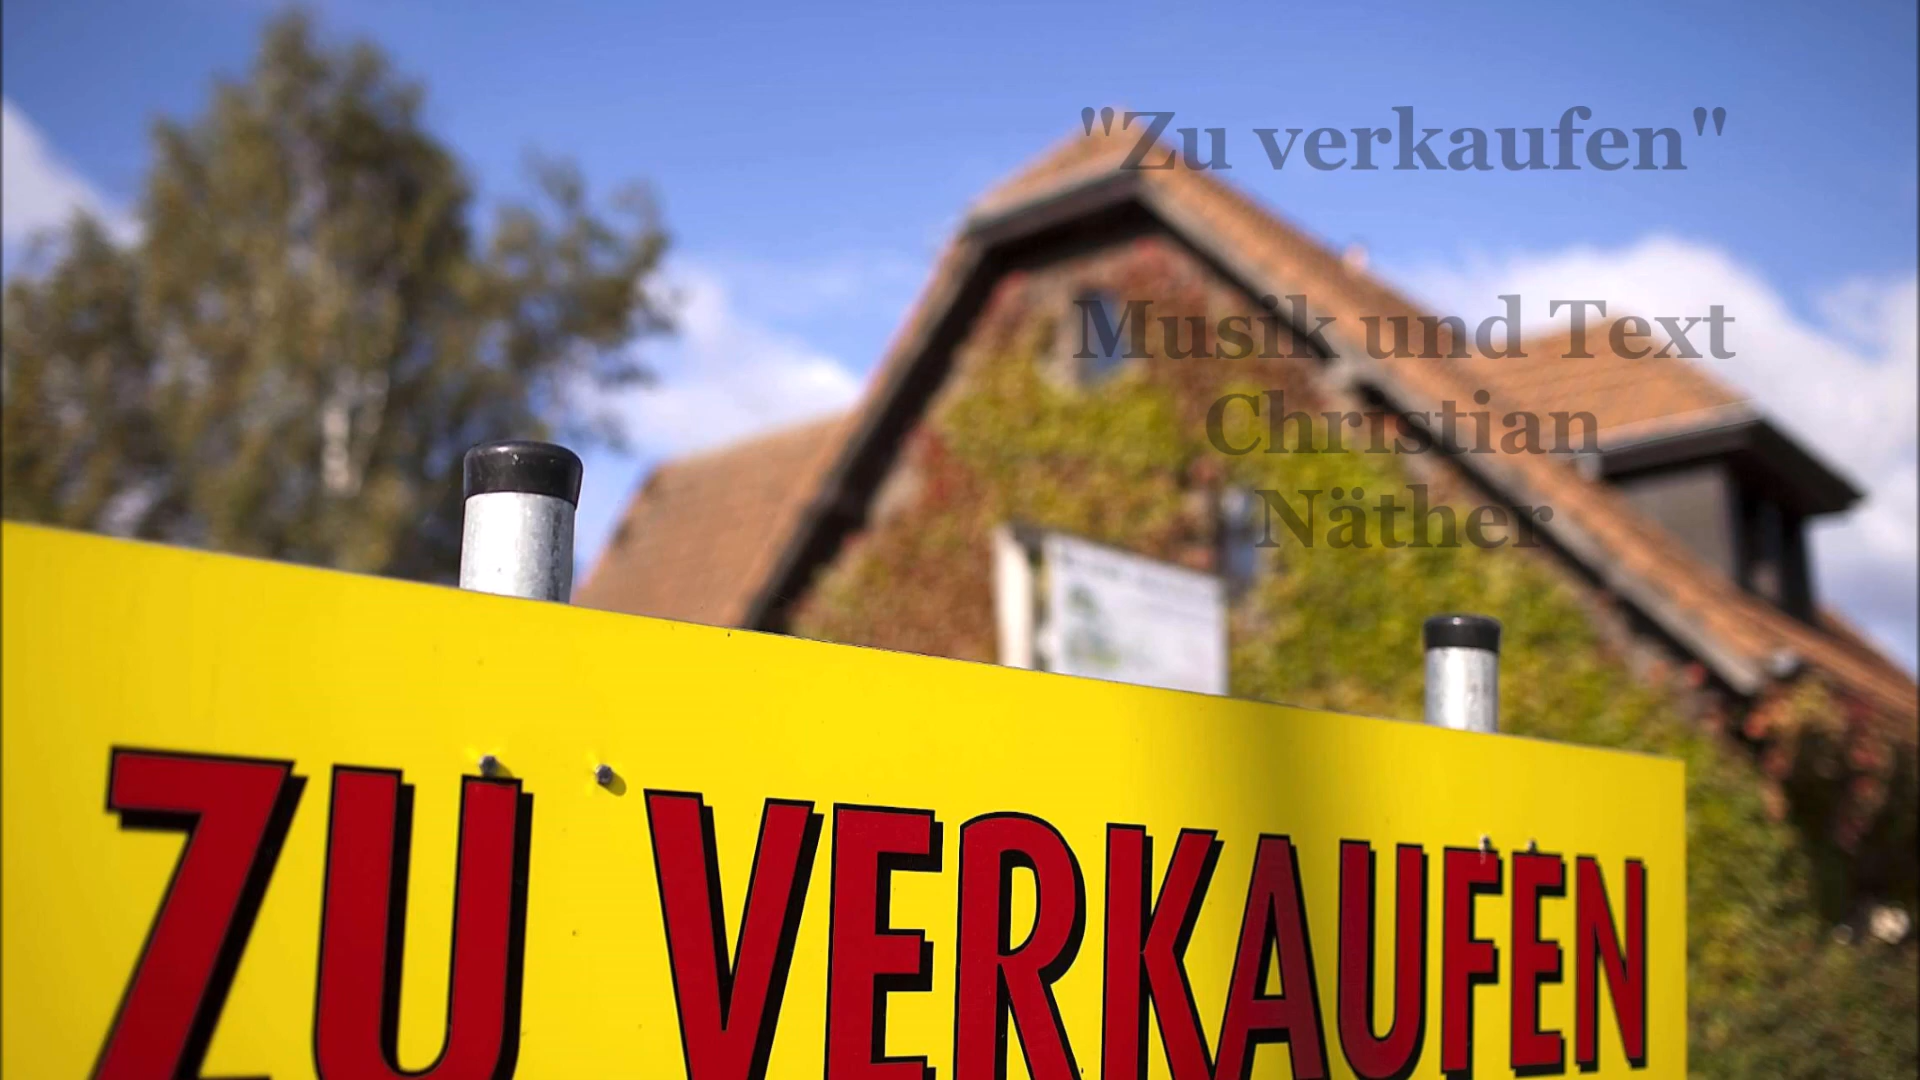 "Zu verkaufen"
Musik und Text
Christian
Näther
ZU VERKAUFEN